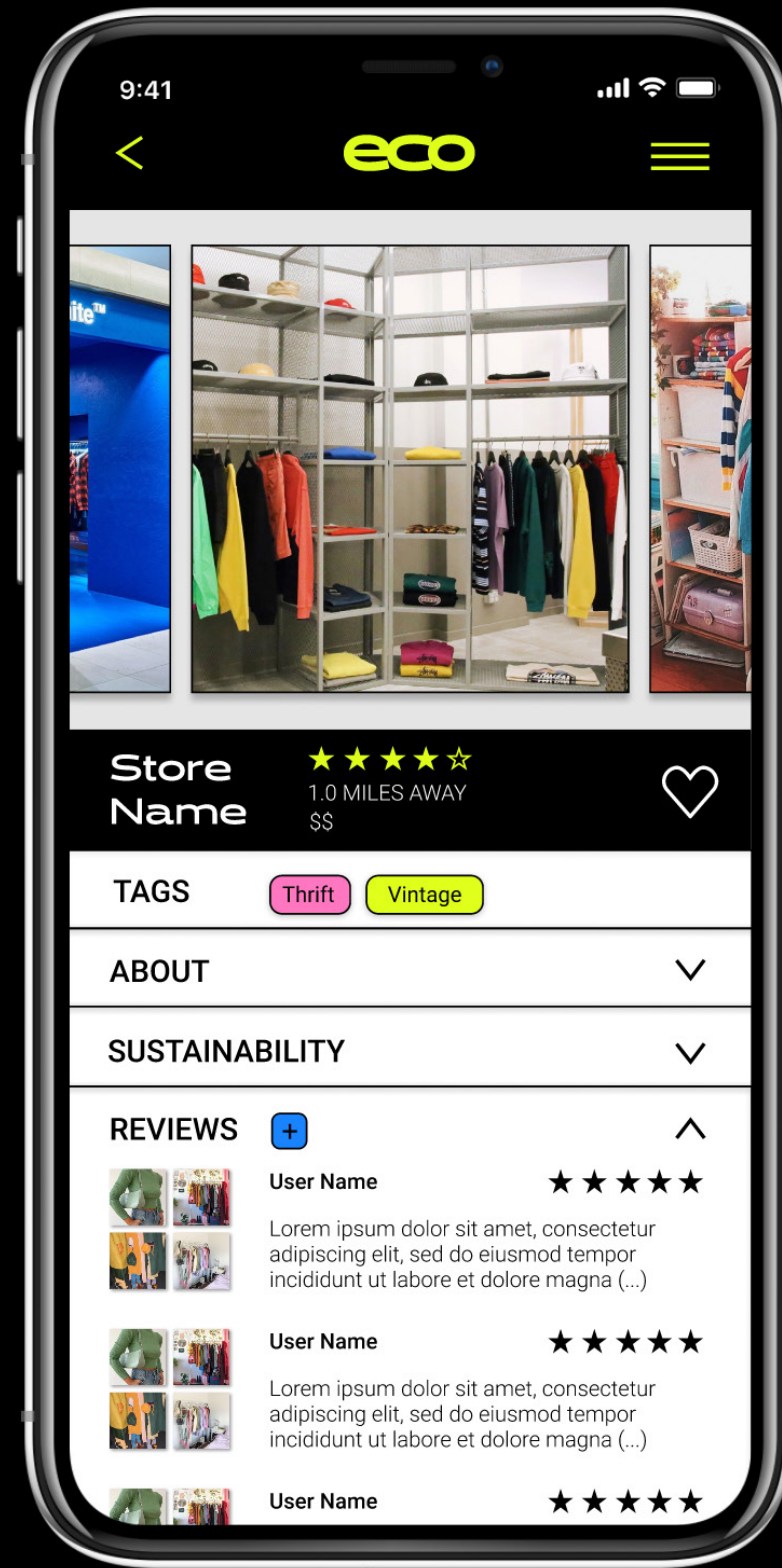 9:41
eco
ite™
Store
Name
1.0 MILES AWAY
$$
TAGS
Thrift
Vintage
ABOUT
SUSTAINABILITY
REVIEWS
+
User Name
Lorem ipsum dolor sit amet, consectetur
adipiscing elit, sed do eiusmod tempor
incididunt ut labore et dolore magna (...)
User Name
Lorem ipsum dolor sit amet, consectetur
adipiscing elit, sed do eiusmod tempor
incididunt ut labore et dolore magna (...)
User Name